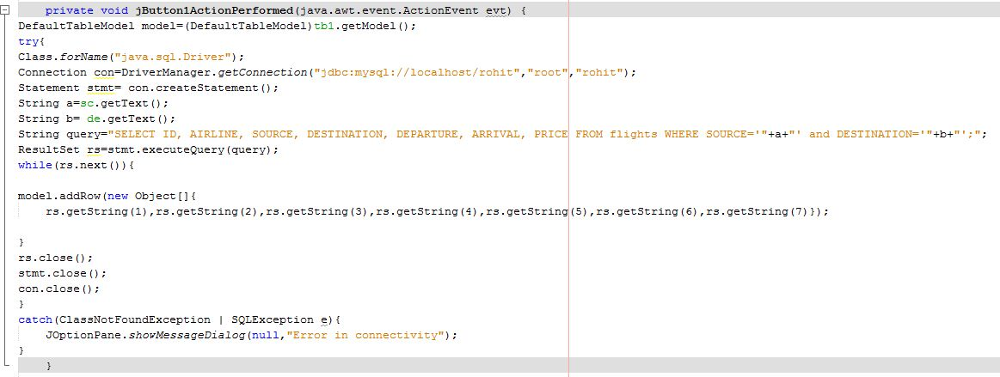 private void jButton1ActionPerformed(java.awt.event.ActionEvent evt) {
DefaultTableModel model=(DefaultTableModel)tb1.getModel();
try{
Class.forName("java.sql.Driver");
Connection con=DriverManager.getConnection("jdbc:mysql://localhost/rohit","root","rohit");
Statement stmt= con.createStatement();
String a=sc.getText();
String b= de.getText();
String query="SELECT ID, AIRLINE, SOURCE, DESTINATION, DEPARTURE, ARRIVAL, PRICE FROM flights WHERE SOURCE='"+a+"' and DESTINATION='"+b+"';";
ResultSet rs=stmt.executeQuery(query);
while(rs.next()){
model.addRow(new Object[]{
rs.getString(1),rs.getString(2),rs.getString(3),rs.getString(4),rs.getString(5),rs.getString(6),rs.getString(7)});
}
rs.close();
stmt.close();
con.close();
}
catch(ClassNotFoundException | SQLException e){
JOptionPane.showMessageDialog(null,"Error in connectivity");
}
}